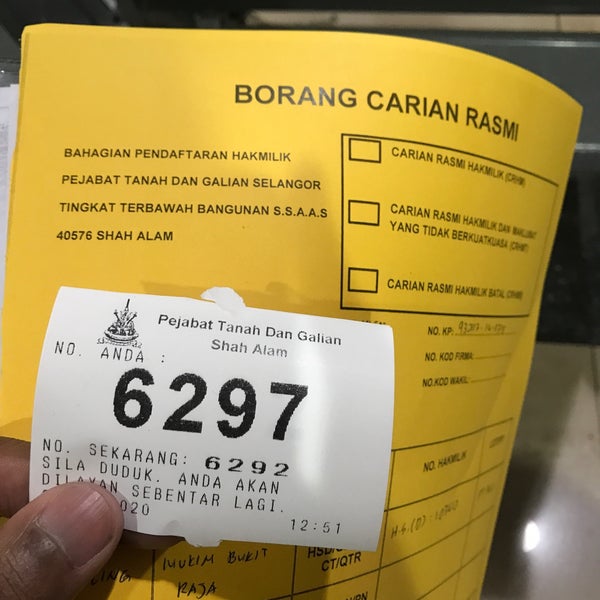 BORANG CARIAN RASMI
BAHAGIAN PENDAFTARAN HAKMILIK
PEJABAT TANAH DAN GALIAN SELANGOR
TINGKAT TERBAWAH BANGUNAN S.S.A.A.S
40576 SHAH ALAM
CARIAN RASMI HAKMILIK (CRHM)
CARIAN RASMI HAKMILIK DAN MAKLUMAT
YANG TIDAK BERKUATKUASA (CRHMT)
CARIAN RASMI HAKMILIK BATAL
NO. KP:
NO. KOD FIRMA:
NO.KOD WAKIL:
Pejabat Tanah Dan Galian
Shah Alam
NO. ANDA :
6297
NO. SEKARANG: 6292
SILA DUDUK. ANDA AKAN
DILAYAN SEBENTAR LAGI.
12:51
NO. HAKMILIK
H.S.(D):
MUKIM BUKIT
RAJA
CT/QTR